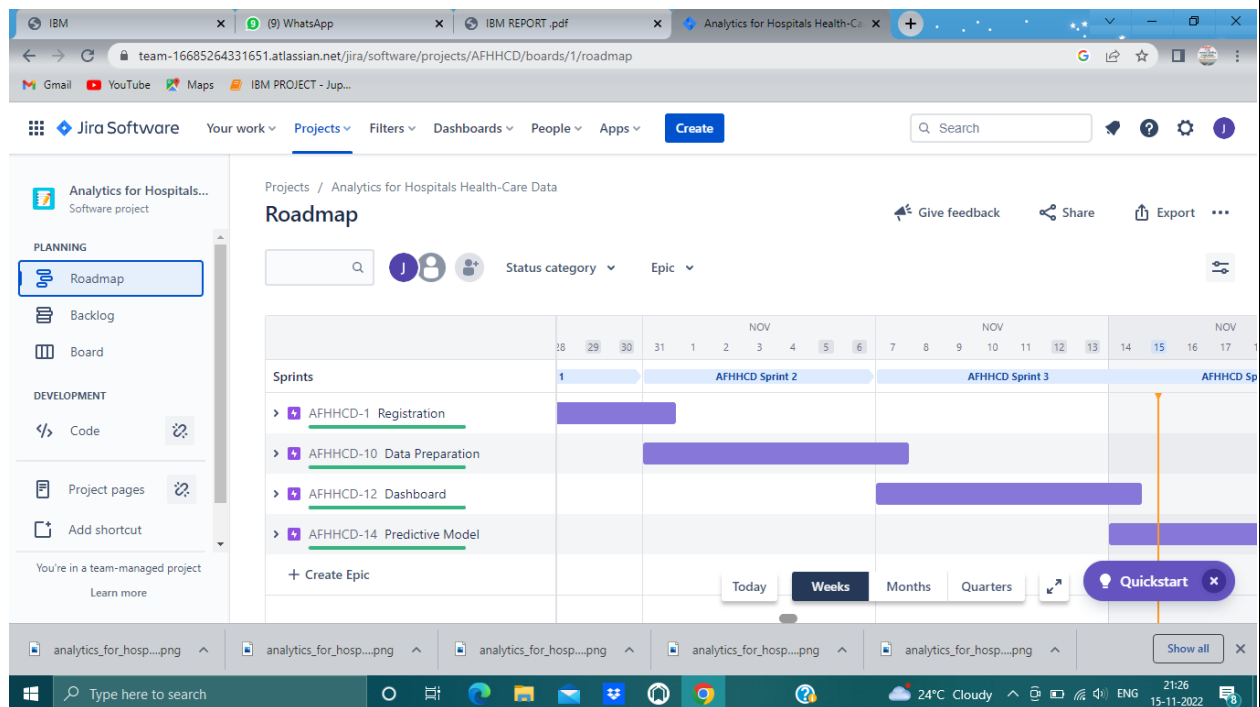 IBM
9 (9) WhatsApp
IBM REPORT .pdf
Analytics for Hospitals Health-Ca
team-16685264331651.atlassian.net/jira/software/projects/AFHHCD/boards/1/roadmap
Gmail YouTube Maps IBM PROJECT - Jup...
Jira Software Your work Projects Filters Dashboards People Apps Create Search J
Analytics for Hospitals...
Software project
PLANNING
Roadmap
Backlog
Board
DEVELOPMENT
Code
Project pages
Add shortcut
You're in a team-managed project
Learn more
Projects / Analytics for Hospitals Health-Care Data
Roadmap
Give feedback Share Export
J Status category Epic
NOV NOV NOV
28 29 30 31 1 2 3 4 5 6 7 8 9 10 11 12 13 14 15 16 17
Sprints 1 AFHHCD Sprint 2 AFHHCD Sprint 3 AFHHCD Sp
AFHHCD-1 Registration
AFHHCD-10 Data Preparation
AFHHCD-12 Dashboard
AFHHCD-14 Predictive Model
+ Create Epic
Today Weeks Months Quarters
Quickstart
analytics_for_hosp....png analytics_for_hosp....png analytics_for_hosp....png analytics_for_hosp....png analytics_for_hosp....png Show all
Type here to search
24°C Cloudy ENG
21:26
15-11-2022
8